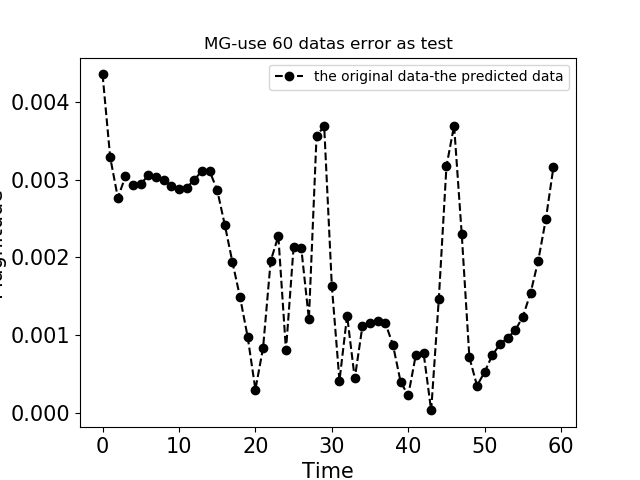 MG-use 60 datas error as test
the original data-the predicted data
0.004
0.003
0.002
0.001
0.000
0 10 20 30 40 50 60
Time